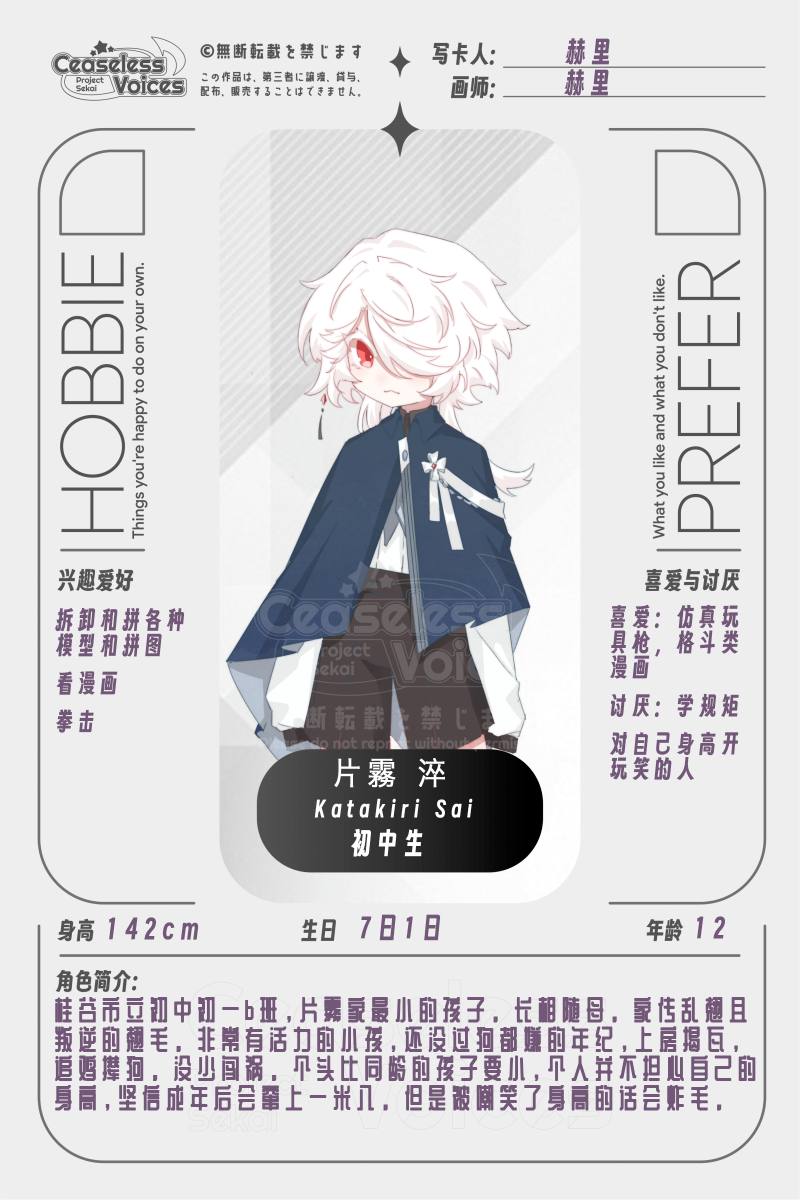 Ceaseless
Voices
Project
Sekai
©無断転載を禁じます
この作品は、第三者に譲渡、貸与、
配布、販売することはできません。
写卡人: 赫里
画师: 赫里
HOBBIE
Things you're happy to do on your own.
兴趣爱好
拆卸和拼各种
模型和拼图
看漫画
拳击
PREFER
What you like and what you don't like.
喜爱与讨厌
喜爱：仿真玩
具枪，格斗类
漫画
讨厌：学规矩
对自己身高开
玩笑的人
Ceaseless
Project
Sekai
片霧 淬
Katakiri Sai
初中生
身高 142cm
生日 7日1日
年龄 12
角色简介:
桂谷市立初中初一b班,片霧家最小的孩子。长相随母。家传乱翘且
叛逆的翘毛。非常有活力的小孩,还没过狗都嫌的年纪,上房揭瓦,
追鸡撵狗。没少闯祸。个头比同龄的孩子要小,个人并不担心自己的
身高,坚信成年后会窜上一米八。但是被嘲笑了身高的话会炸毛。